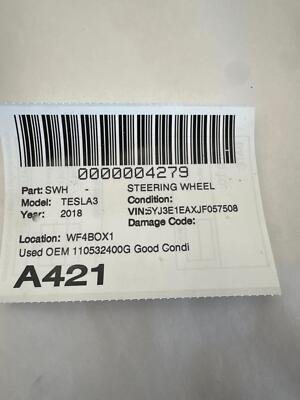 0000004279
Part: SWH - STEERING WHEEL
Model: TESLA3 Condition:
Year: 2018 VIN:5YJ3E1EAXJF057508
Damage Code:
Location: WF4BOX1
Used OEM 110532400G Good Condi
A421